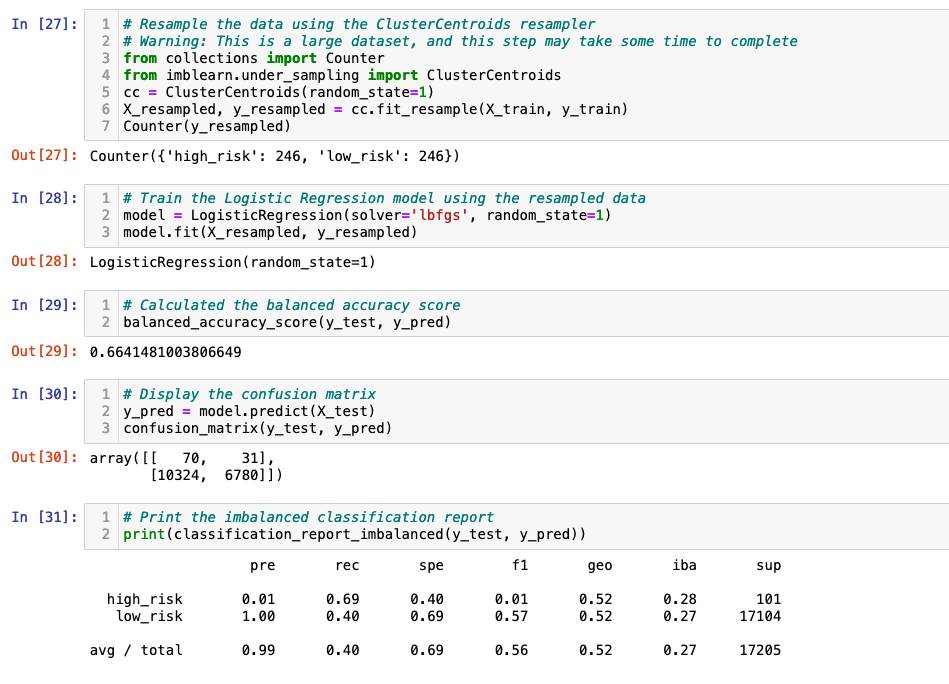 In [27]:
1 # Resample the data using the ClusterCentroids resampler
2 # Warning: This is a large dataset, and this step may take some time to complete
3 from collections import Counter
4 from imblearn.under_sampling import ClusterCentroids
5 cc = ClusterCentroids(random_state=1)
6 X_resampled, y_resampled = cc.fit_resample(X_train, y_train)
7 Counter(y_resampled)
Out[27]: Counter({'high_risk': 246, 'low_risk': 246})
In [28]:
1 # Train the Logistic Regression model using the resampled data
2 model = LogisticRegression(solver='lbfgs', random_state=1)
3 model.fit(X_resampled, y_resampled)
Out[28]: LogisticRegression(random_state=1)
In [29]:
1 # Calculated the balanced accuracy score
2 balanced_accuracy_score(y_test, y_pred)
Out[29]: 0.6641481003806649
In [30]:
1 # Display the confusion matrix
2 y_pred = model.predict(X_test)
3 confusion_matrix(y_test, y_pred)
Out[30]: array([[   70,    31],
       [10324,  6780]])
In [31]:
1 # Print the imbalanced classification report
2 print(classification_report_imbalanced(y_test, y_pred))
pre rec spe f1 geo iba sup
high_risk 0.01 0.69 0.40 0.01 0.52 0.28 101
low_risk 1.00 0.40 0.69 0.57 0.52 0.27 17104
avg / total 0.99 0.40 0.69 0.56 0.52 0.27 17205